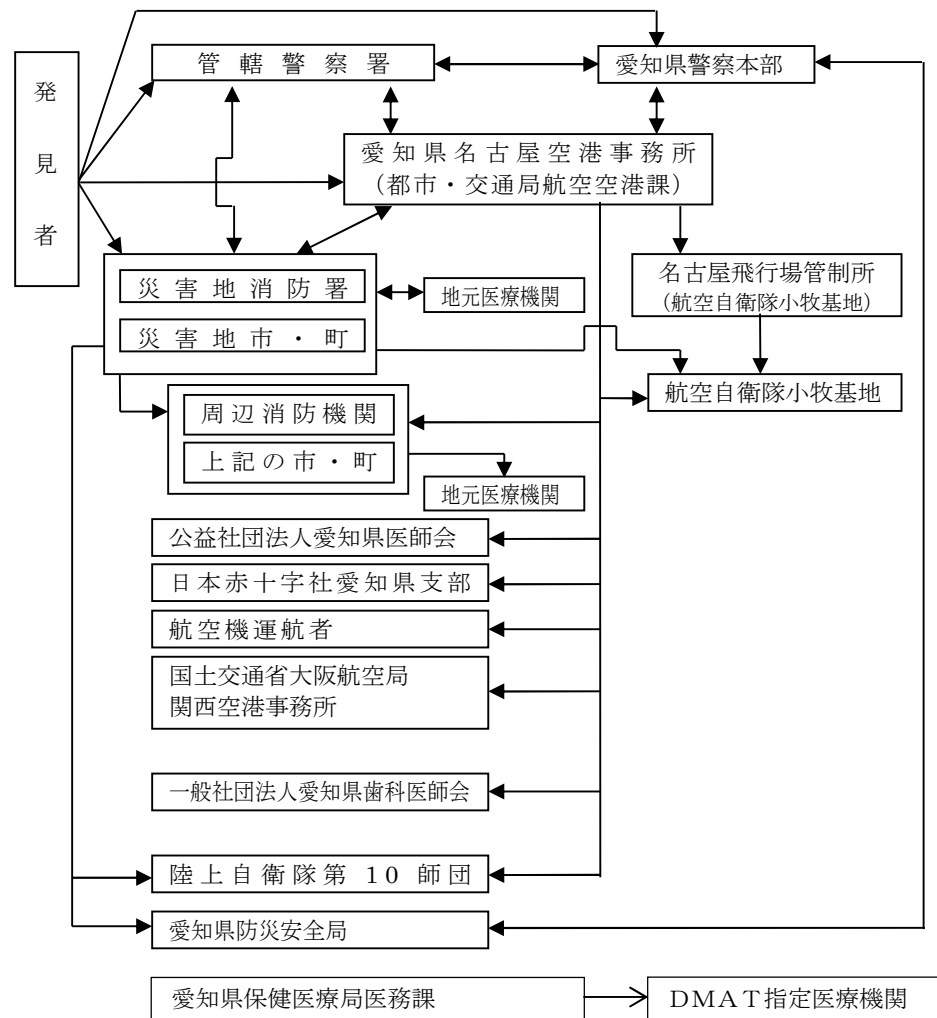 発見者
管轄警察署
愛知県警察本部
愛知県名古屋空港事務所
（都市・交通局航空空港課）
災害地消防署
災害地市・町
地元医療機関
名古屋飛行場管制所
（航空自衛隊小牧基地）
航空自衛隊小牧基地
周辺消防機関
上記の市・町
地元医療機関
公益社団法人愛知県医師会
日本赤十字社愛知県支部
航空機運航者
国土交通省大阪航空局
関西空港事務所
一般社団法人愛知県歯科医師会
陸上自衛隊第10師団
愛知県防災安全局
愛知県保健医療局医務課
DMAT指定医療機関